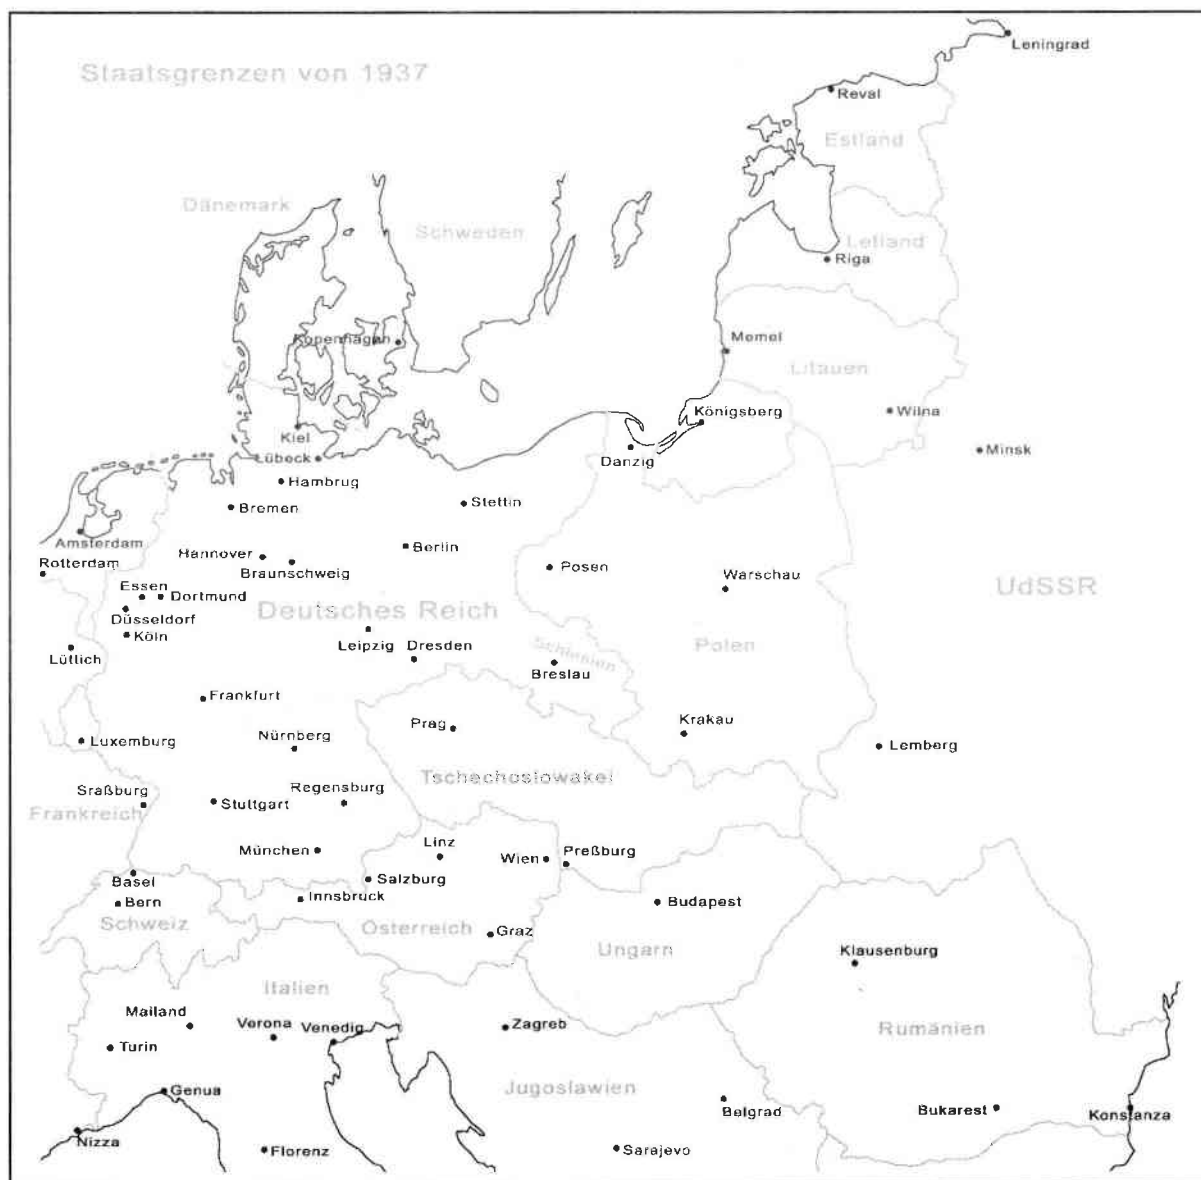 Leningrad
Staatsgrenzen von 1937
Reval
Estland
Dänemark
Schweden
Letland
Riga
Kopenhagen
Memel
Litauen
Königsberg
Wilna
Kiel
Danzig
Minsk
Lübeck
Hambrug
Bremen
Stettin
Amsterdam
Hannover
Berlin
Rotterdam
Braunschweig
Posen
Essen
Dortmund
Warschau
UdSSR
Deutsches Reich
Düsseldorf
Köln
Leipzig
Dresden
Schlesien
Polen
Lüttich
Breslau
Frankfurt
Krakau
Prag
Luxemburg
Nürnberg
Lemberg
Tschechoslowakei
Sraßburg
Stuttgart
Regensburg
Frankreich
Linz
München
Wien
Preßburg
Basel
Salzburg
Bern
Innsbruck
Budapest
Schweiz
Österreich
Graz
Ungarn
Klausenburg
Italien
Mailand
Verona
Venedig
Zagreb
Rumänien
Turin
Genua
Jugoslawien
Belgrad
Bukarest
Konstanza
Nizza
Florenz
Sarajevo